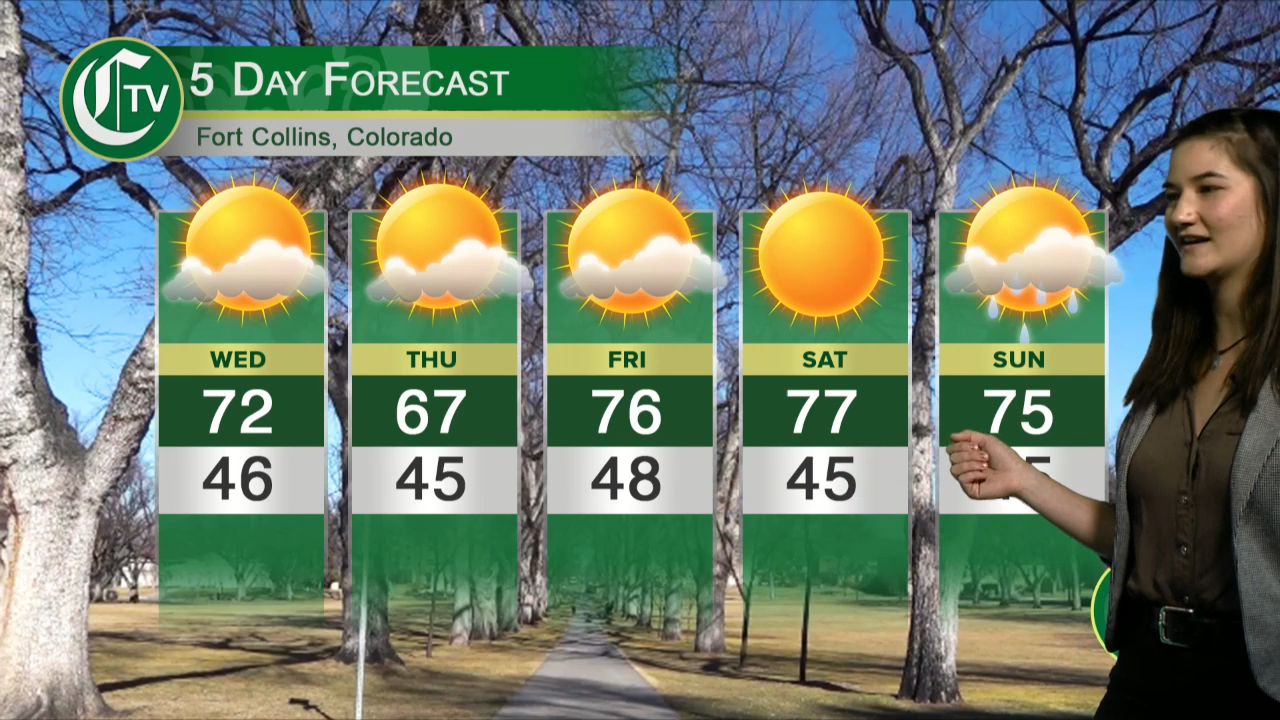 CTV
5 DAY FORECAST
Fort Collins, Colorado
WED THU FRI SAT SUN
72 67 76 77 75
46 45 48 45